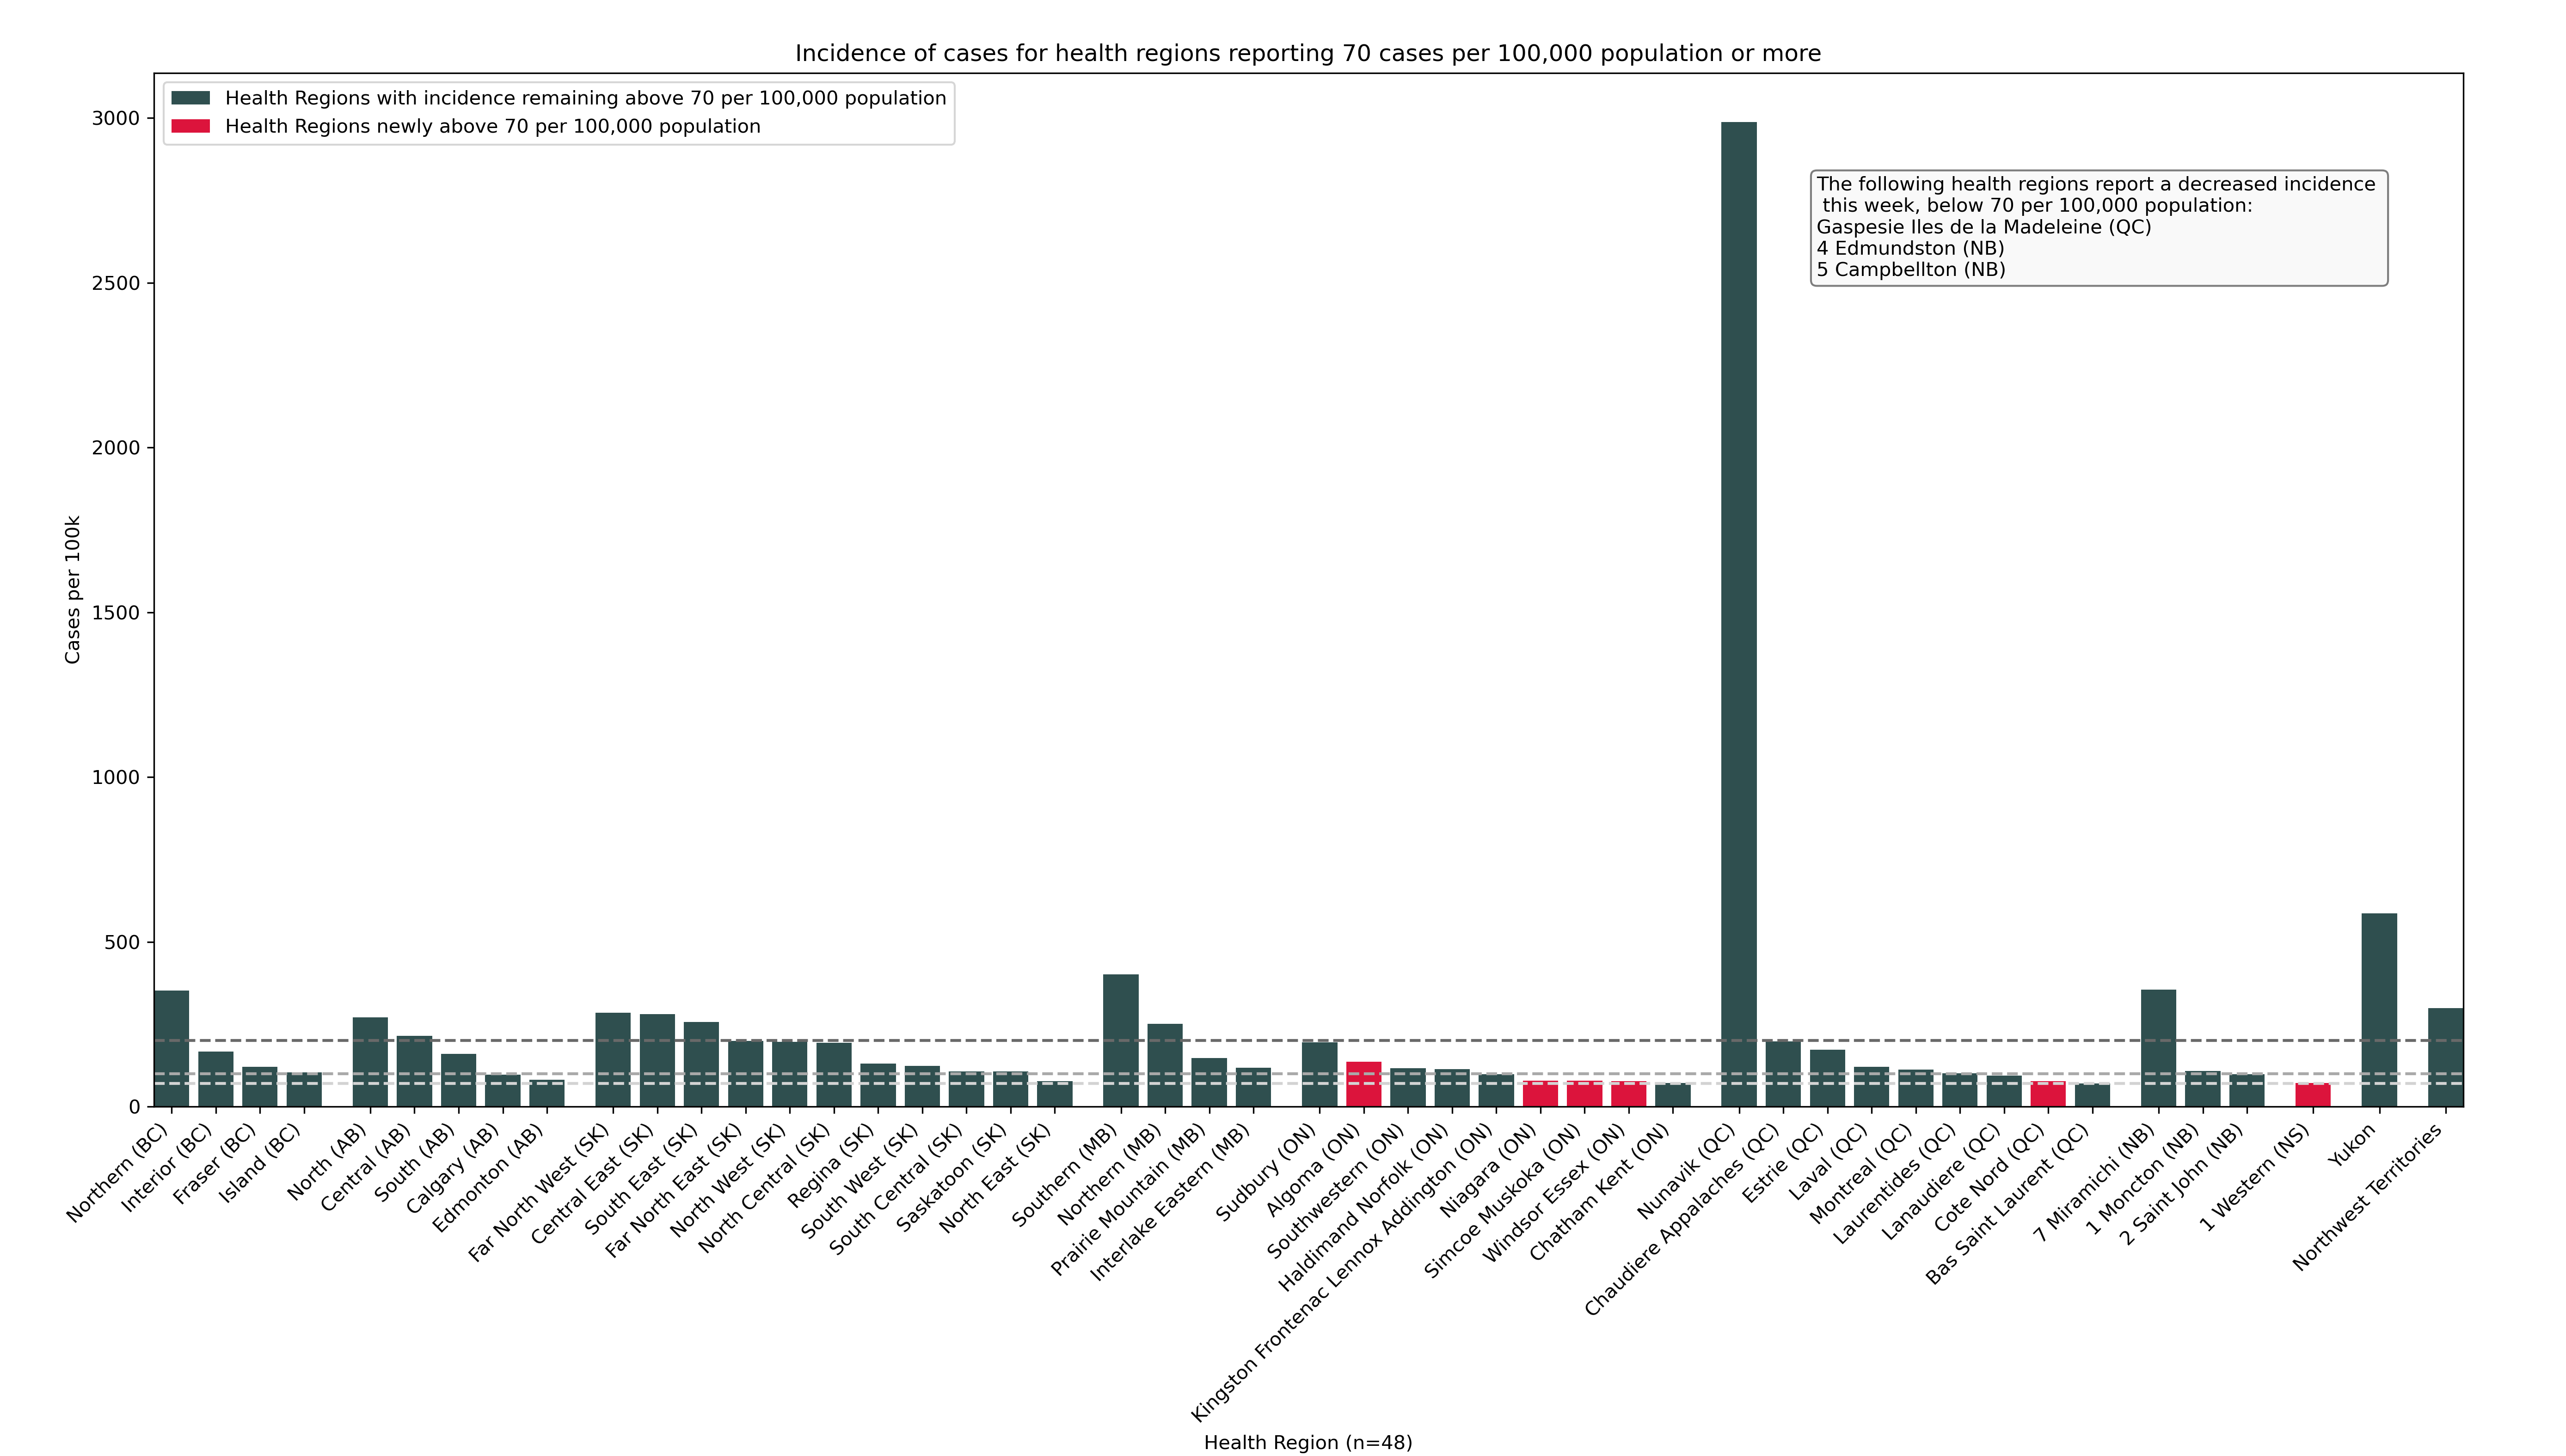 Incidence of cases for health regions reporting 70 cases per 100,000 population or more
Health Regions with incidence remaining above 70 per 100,000 population
Health Regions newly above 70 per 100,000 population
The following health regions report a decreased incidence
this week, below 70 per 100,000 population:
Gaspesie Iles de la Madeleine (QC)
4 Edmundston (NB)
5 Campbellton (NB)
Cases per 100k
3000
2500
2000
1500
1000
500
0
Northern (BC)
Interior (BC)
Fraser (BC)
Island (BC)
North (AB)
Central (AB)
South (AB)
Calgary (AB)
Edmonton (AB)
Far North West (SK)
Central East (SK)
South East (SK)
Far North East (SK)
North West (SK)
North Central (SK)
Regina (SK)
South West (SK)
South Central (SK)
Saskatoon (SK)
North East (SK)
Southern (MB)
Northern (MB)
Prairie Mountain (MB)
Interlake Eastern (MB)
Sudbury (ON)
Algoma (ON)
Southwestern (ON)
Haldimand Norfolk (ON)
Kingston Frontenac Lennox Addington (ON)
Niagara (ON)
Simcoe Muskoka (ON)
Windsor Essex (ON)
Chatham Kent (ON)
Nunavik (QC)
Chaudiere Appalaches (QC)
Estrie (QC)
Laval (QC)
Montreal (QC)
Laurentides (QC)
Lanaudiere (QC)
Cote Nord (QC)
Bas Saint Laurent (QC)
7 Miramichi (NB)
1 Moncton (NB)
2 Saint John (NB)
1 Western (NS)
Yukon
Northwest Territories
Health Region (n=48)